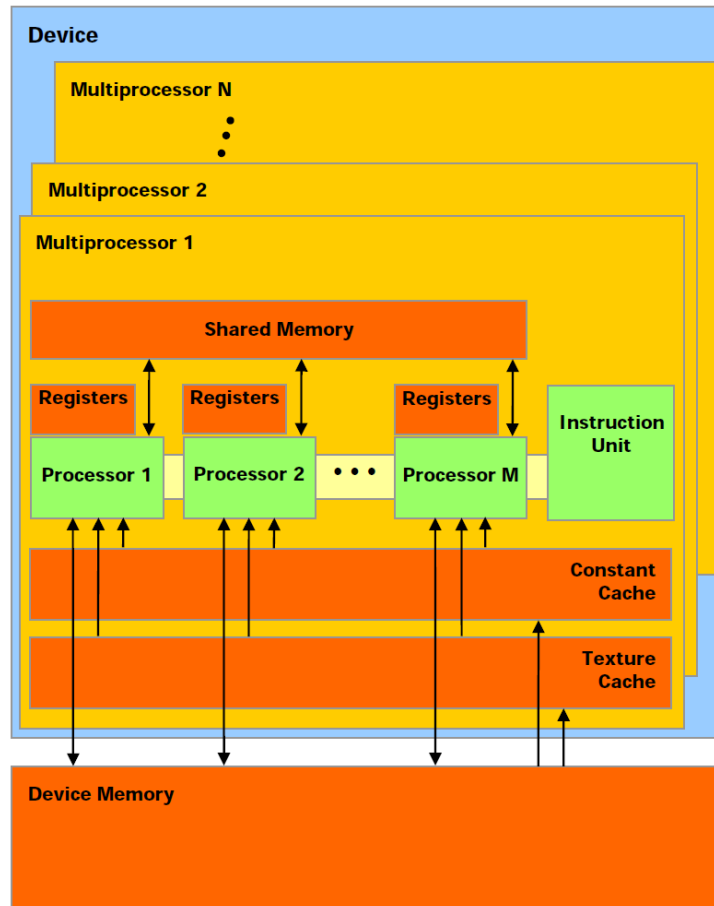 Device
Multiprocessor N
Multiprocessor 2
Multiprocessor 1
Shared Memory
Registers
Registers
Registers
Instruction
Unit
Processor 1
Processor 2
Processor M
Constant
Cache
Texture
Cache
Device Memory